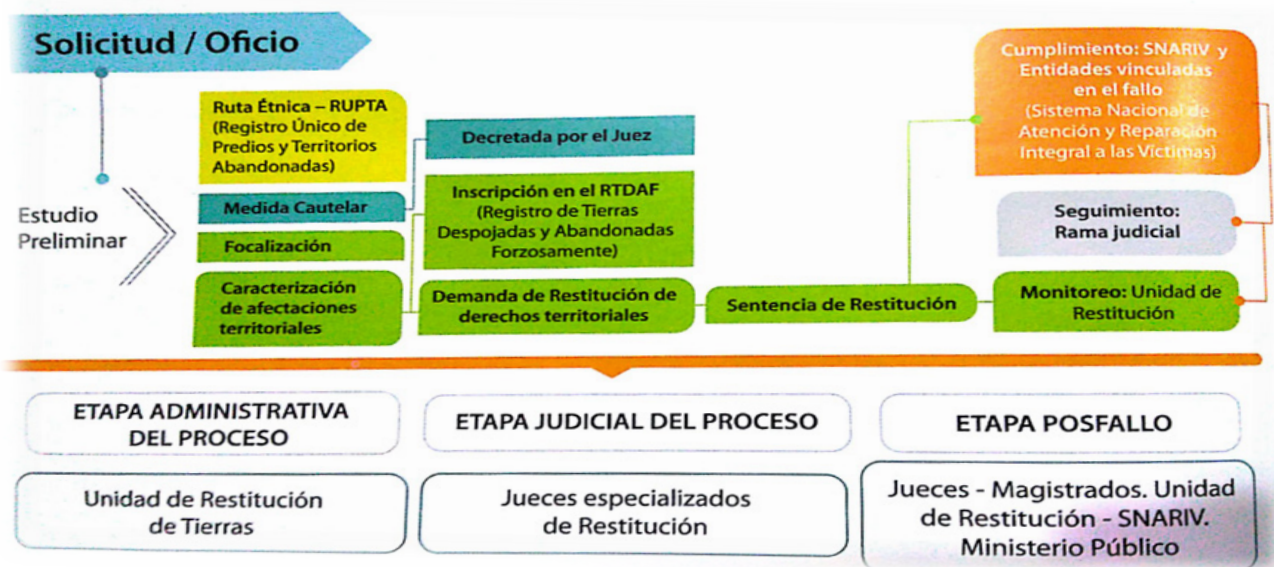 Solicitud / Oficio
Estudio
Preliminar
Ruta Étnica – RUPTA
(Registro Único de
Predios y Territorios
Abandonadas)
Medida Cautelar
Focalización
Caracterización
de afectaciones
territoriales
Decretada por el Juez
Inscripción en el RTDAF
(Registro de Tierras
Despojadas y Abandonadas
Forzosamente)
Demanda de Restitución de
derechos territoriales
Sentencia de Restitución
Cumplimiento: SNARIV y
Entidades vinculadas
en el fallo
(Sistema Nacional de
Atención y Reparación
Integral a las Víctimas)
Seguimiento:
Rama judicial
Monitoreo: Unidad de
Restitución
ETAPA ADMINISTRATIVA
DEL PROCESO
ETAPA JUDICIAL DEL PROCESO
ETAPA POSFALLO
Unidad de Restitución
de Tierras
Jueces especializados
de Restitución
Jueces - Magistrados. Unidad
de Restitución - SNARIV.
Ministerio Público